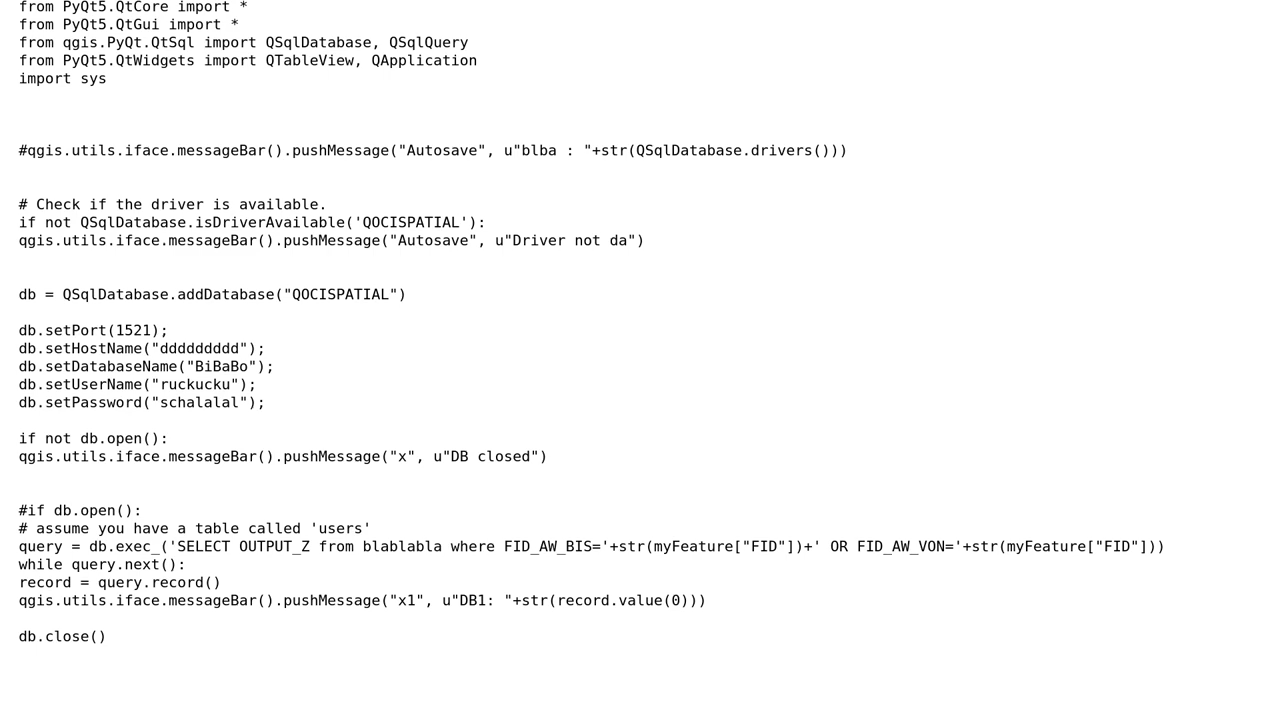 from PyQt5.QtCore import *
from PyQt5.QtGui import *
from qgis.PyQt.QtSql import QSqlDatabase, QSqlQuery
from PyQt5.QtWidgets import QTableView, QApplication
import sys
#qgis.utils.iface.messageBar().pushMessage("Autosave", u"blba : "+str(QSqlDatabase.drivers()))
# Check if the driver is available.
if not QSqlDatabase.isDriverAvailable('QOCISPATIAL'):
qgis.utils.iface.messageBar().pushMessage("Autosave", u"Driver not da")
db = QSqlDatabase.addDatabase("QOCISPATIAL")
db.setPort(1521);
db.setHostName("ddddddddd");
db.setDatabaseName("BiBaBo");
db.setUserName("ruckucku");
db.setPassword("schalalal");
if not db.open():
qgis.utils.iface.messageBar().pushMessage("x", u"DB closed")
#if db.open():
# assume you have a table called 'users'
query = db.exec_('SELECT OUTPUT_Z from blablabla where FID_AW_BIS='+str(myFeature["FID"])+' OR FID_AW_VON='+str(myFeature["FID"]))
while query.next():
record = query.record()
qgis.utils.iface.messageBar().pushMessage("x1", u"DB1: "+str(record.value(0)))
db.close()